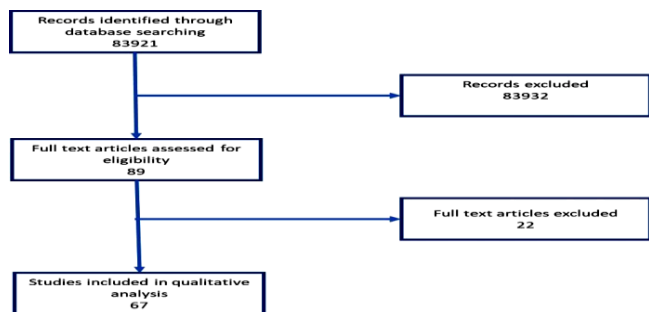 Records identified through
database searching
83921
Records excluded
83932
Full text articles assessed for
eligibility
89
Full text articles excluded
22
Studies included in qualitative
analysis
67